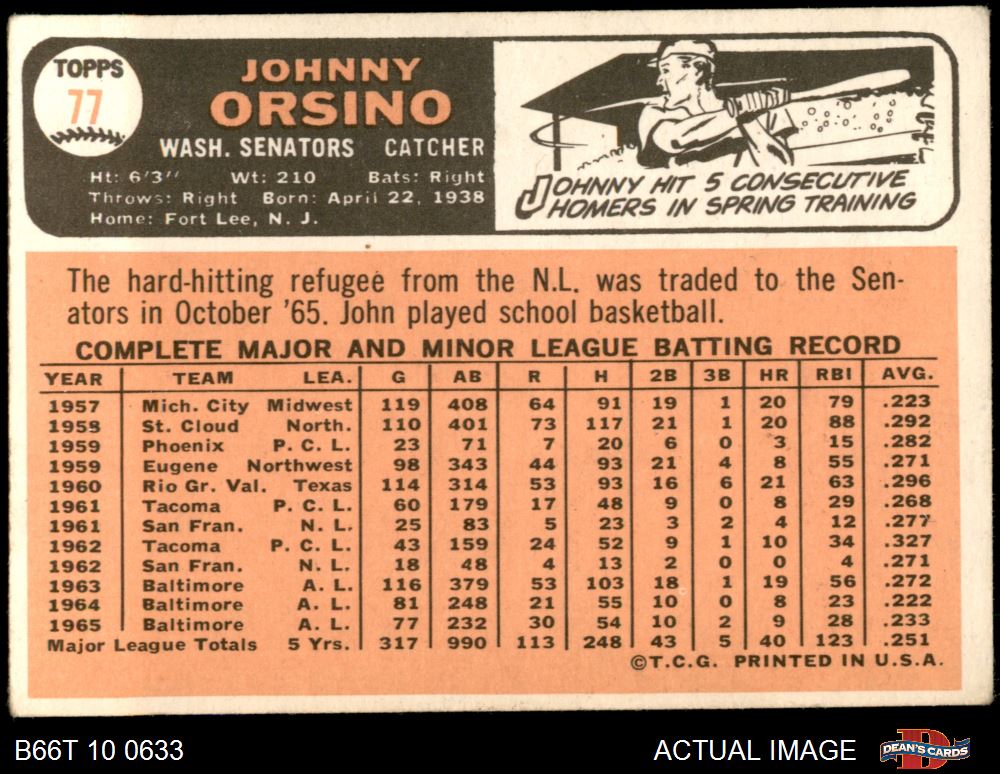 TOPPS
77
JOHNNY
ORSINO
WASH. SENATORS CATCHER
Ht: 6'3" Wt: 210 Bats: Right
Throws: Right Born: April 22, 1938
Home: Fort Lee, N. J.
JOHNNY HIT 5 CONSECUTIVE
HOMERS IN SPRING TRAINING
The hard-hitting refugee from the N.L. was traded to the Sen-
ators in October '65. John played school basketball.
COMPLETE MAJOR AND MINOR LEAGUE BATTING RECORD
YEAR TEAM LEA. G AB R H 2B 3B HR RBI AVG.
1957 Mich. City Midwest 119 408 64 91 19 1 20 79 .223
1958 St. Cloud North. 110 401 73 117 21 1 20 88 .292
1959 Phoenix P. C. L. 23 71 7 20 6 0 3 15 .282
1959 Eugene Northwest 98 343 44 93 21 4 8 55 .271
1960 Rio Gr. Val. Texas 114 314 53 93 16 6 21 63 .296
1961 Tacoma P. C. L. 60 179 17 48 9 0 8 29 .268
1961 San Fran. N. L. 25 83 5 23 3 2 4 12 .277
1962 Tacoma P. C. L. 43 159 24 52 9 1 10 34 .327
1962 San Fran. N. L. 18 48 4 13 2 0 0 4 .271
1963 Baltimore A. L. 116 379 53 103 18 1 19 56 .272
1964 Baltimore A. L. 81 248 21 55 10 0 8 23 .222
1965 Baltimore A. L. 77 232 30 54 10 2 9 28 .233
Major League Totals 5 Yrs. 317 990 113 248 43 5 40 123 .251
©T.C.G. PRINTED IN U.S.A.
B66T 10 0633 ACTUAL IMAGE DEAN'S CARDS